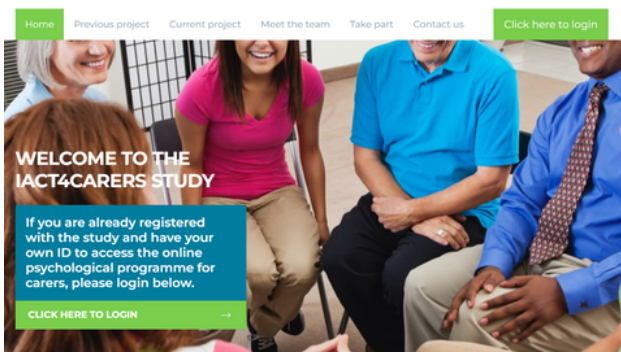 Home Previous project Current project Meet the team Take part Contact us Click here to login
WELCOME TO THE
IACT4CARERS STUDY
If you are already registered
with the study and have your
own ID to access the online
psychological programme for
carers, please login below.
CLICK HERE TO LOGIN →